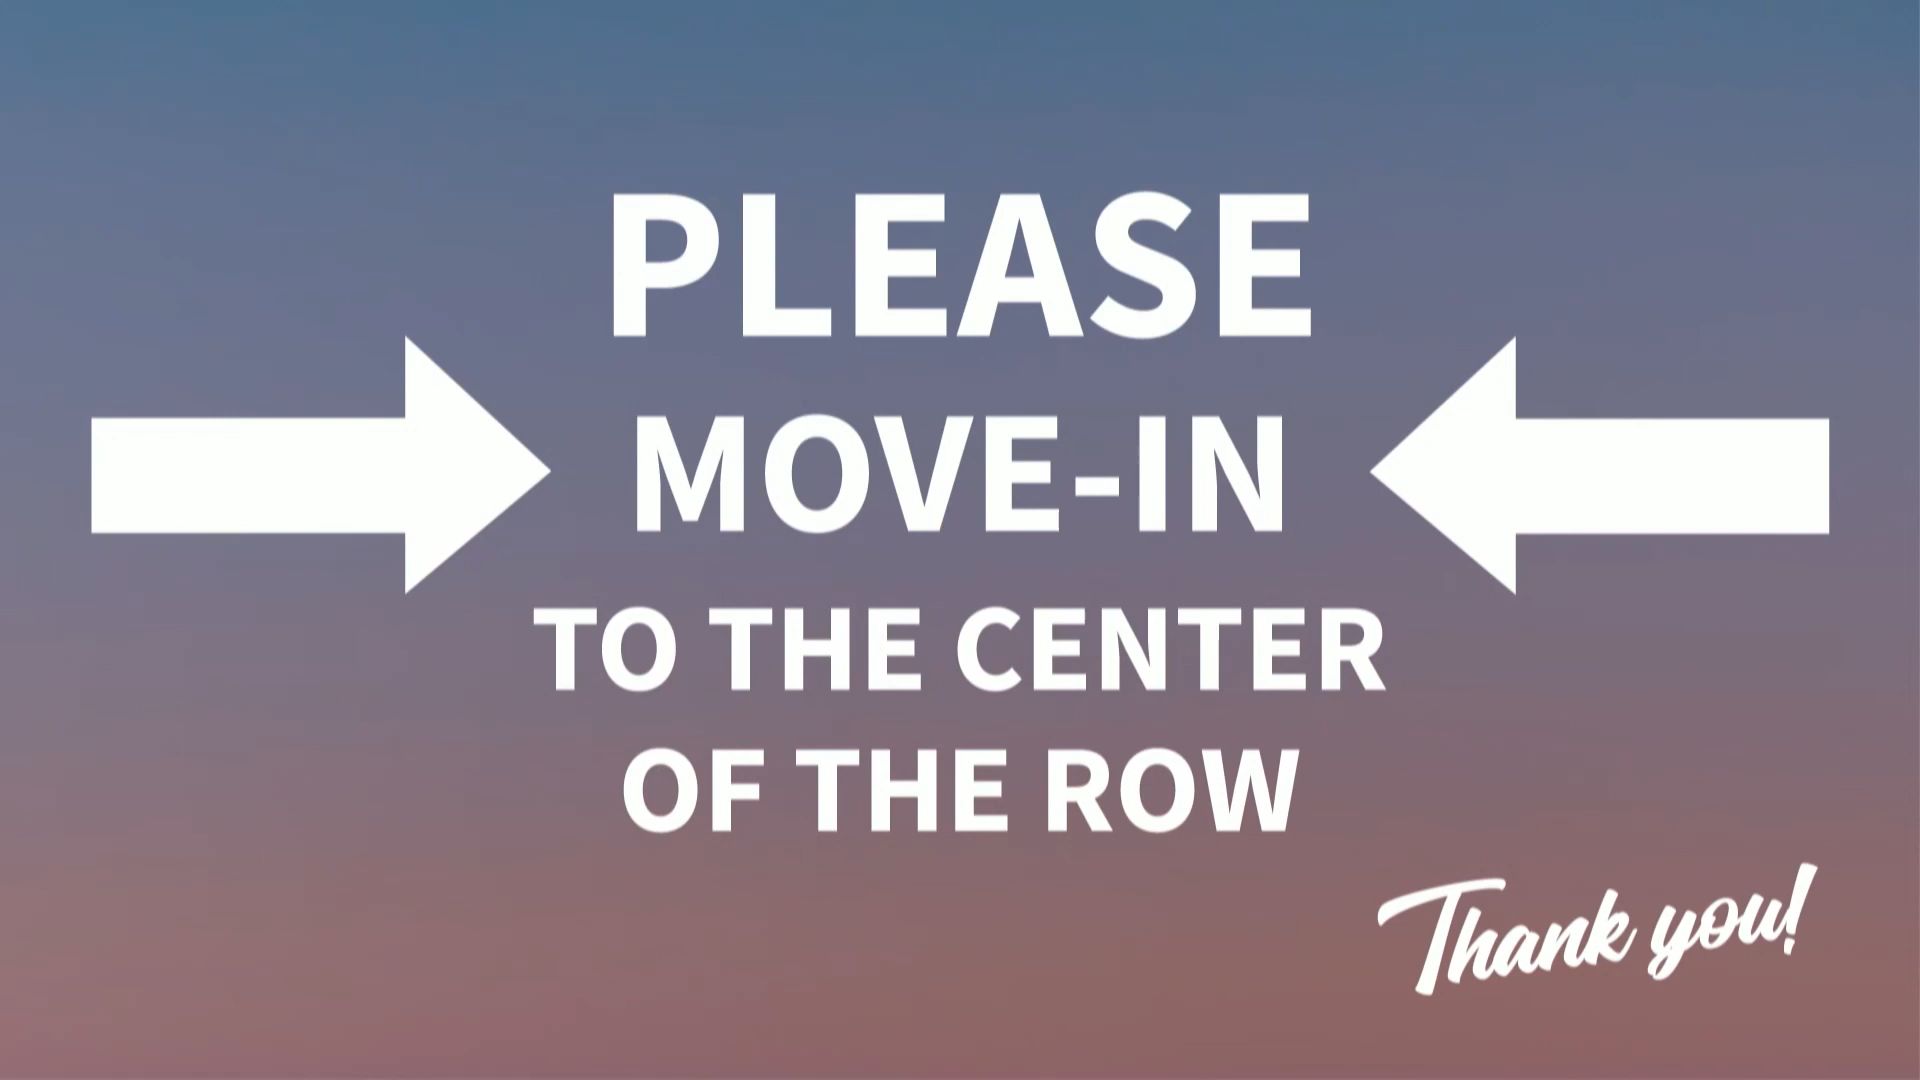 PLEASE
MOVE-IN
TO THE CENTER
OF THE ROW
Thank you!